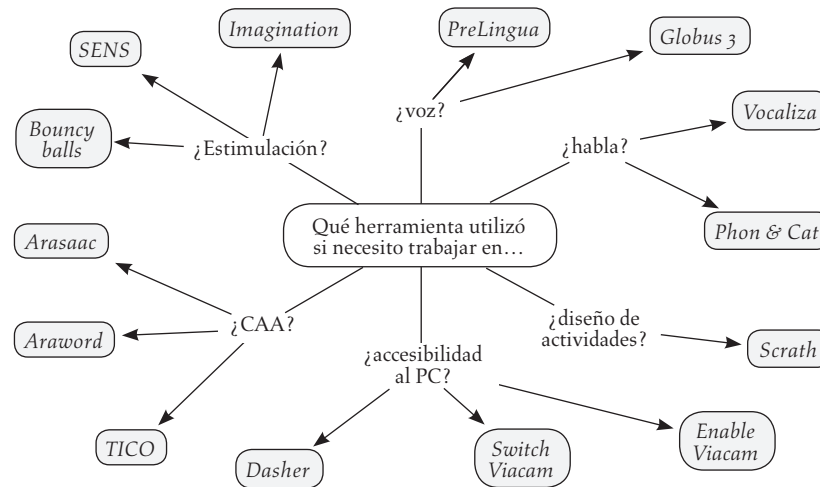 Imagination
PreLingua
Globus 3
SENS
Vocaliza
¿voz?
Bouncy
balls
¿Estimulación?
¿habla?
Qué herramienta utilizó
si necesito trabajar en…
Phon & Cat
Arasaac
¿CAA?
¿diseño de
actividades?
Araword
Scrath
¿accesibilidad
al PC?
TICO
Dasher
Switch
Viacam
Enable
Viacam